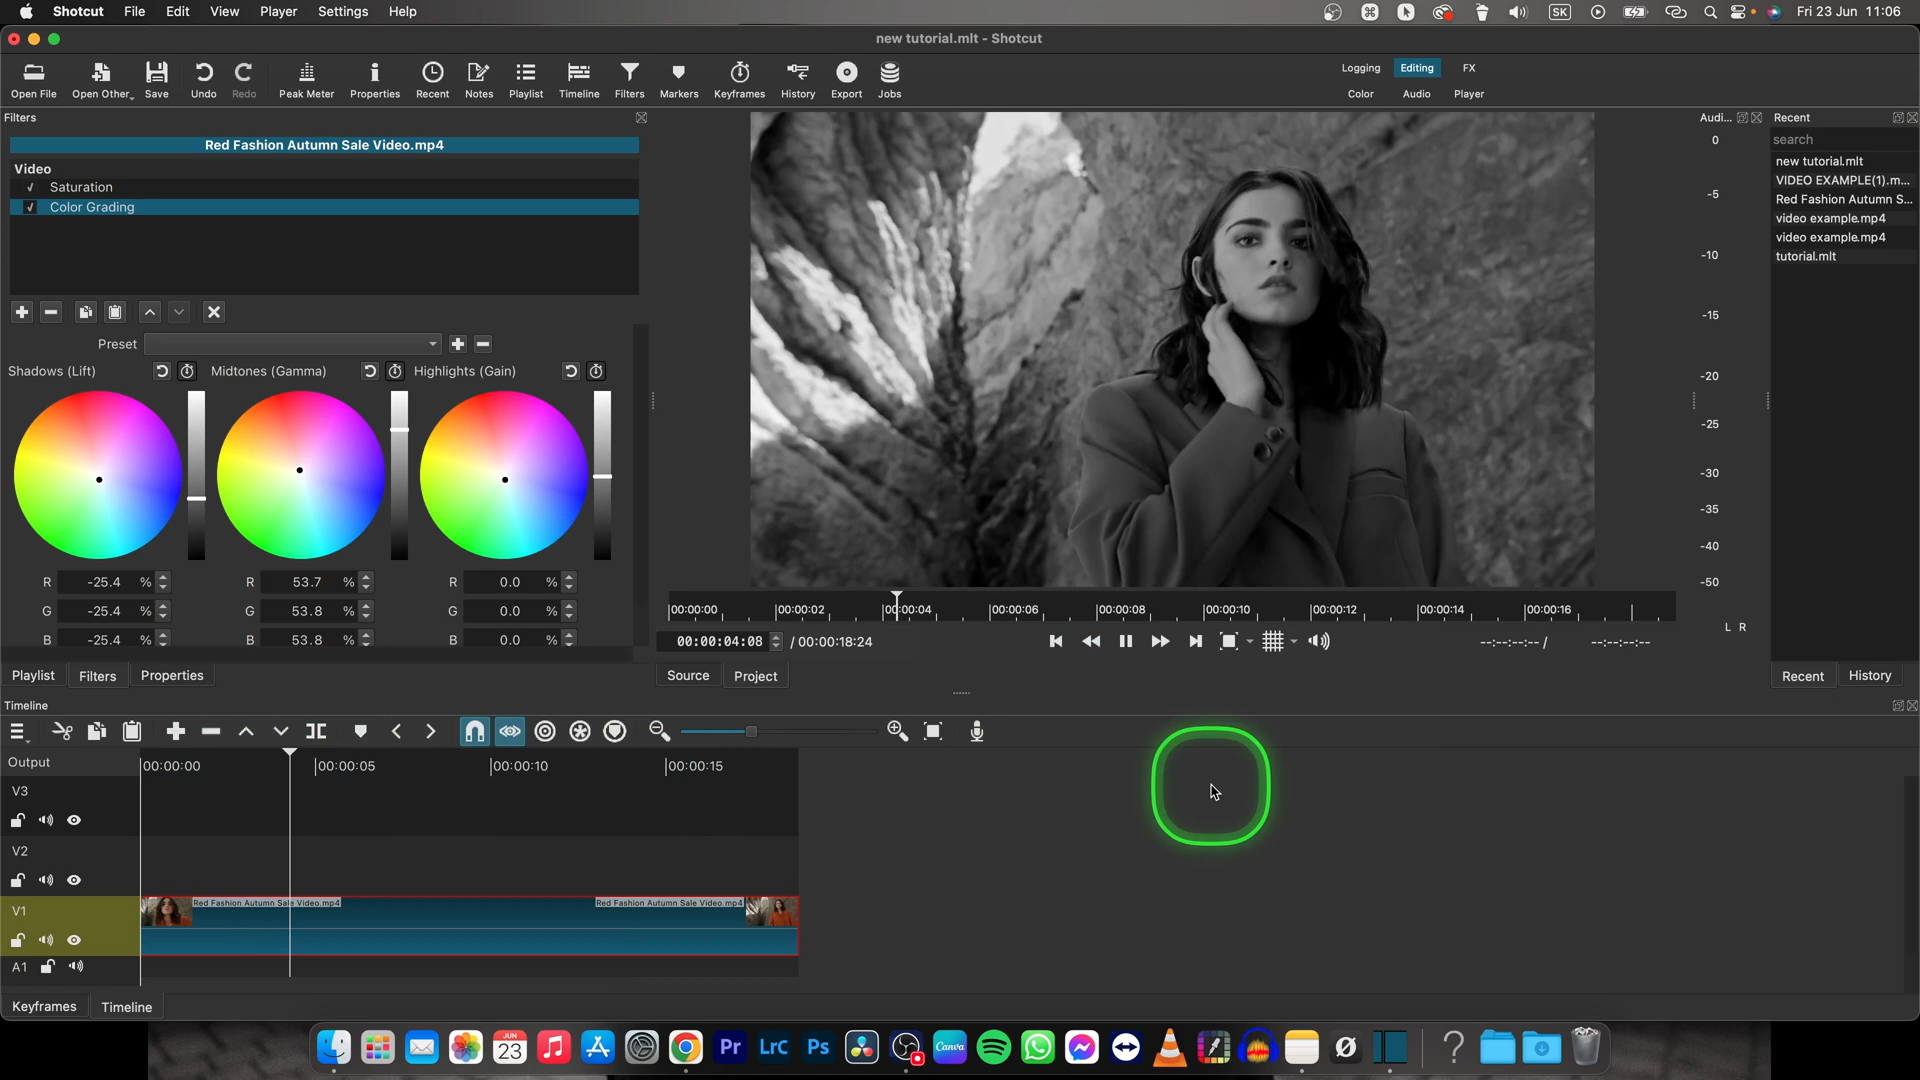 Shotcut File Edit View Player Settings Help SK Fri 23 Jun 11:06
new tutorial.mlt - Shotcut
Open File Open Other Save Undo Redo Peak Meter Properties Recent Notes Playlist Timeline Filters Markers Keyframes History Export Jobs
Logging Editing FX
Color Audio Player
Filters
Red Fashion Autumn Sale Video.mp4
Video
✓ Saturation
✓ Color Grading
Preset
Shadows (Lift) Midtones (Gamma) Highlights (Gain)
R -25.4 % R 53.7 % R 0.0 %
G -25.4 % G 53.8 % G 0.0 %
B -25.4 % B 53.8 % B 0.0 %
Playlist Filters Properties
00:00:00 00:00:02 00:00:04 00:00:06 00:00:08 00:00:10 00:00:12 00:00:14 00:00:16
00:00:04:08 / 00:00:18:24 --:--:--:-- / --:--:--:--
Source Project
Audi...
0
-5
-10
-15
-20
-25
-30
-35
-40
-50
L R
Recent
search
new tutorial.mlt
VIDEO EXAMPLE(1).m...
Red Fashion Autumn S...
video example.mp4
video example.mp4
tutorial.mlt
Recent History
Timeline
Output 00:00:00 00:00:05 00:00:10 00:00:15
V3
V2
V1
Red Fashion Autumn Sale Video.mp4 Red Fashion Autumn Sale Video.mp4
A1
Keyframes Timeline
JUN
23
Pr LrC Ps Canva
?